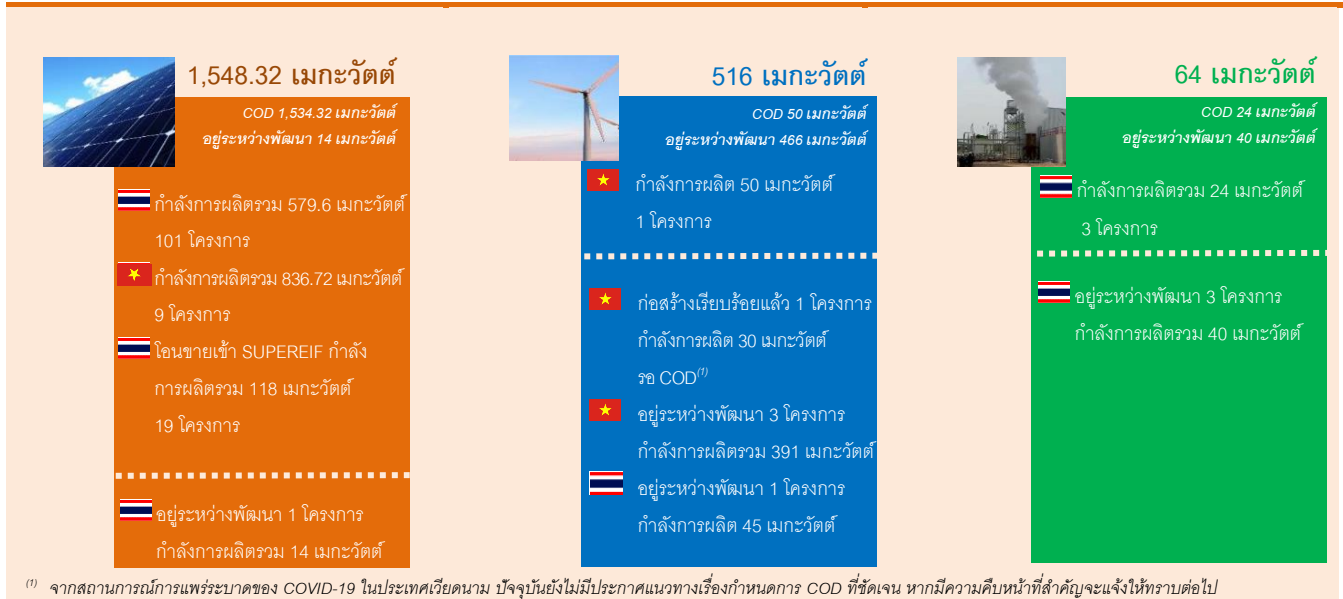 1,548.32 เมกะวัตต์
COD 1,534.32 เมกะวัตต์
อยู่ระหว่างพัฒนา 14 เมกะวัตต์
กำลังการผลิตรวม 579.6 เมกะวัตต์
101 โครงการ
กำลังการผลิตรวม 836.72 เมกะวัตต์
9 โครงการ
โอนขายเข้า SUPEREIF กำลัง
การผลิตรวม 118 เมกะวัตต์
19 โครงการ
อยู่ระหว่างพัฒนา 1 โครงการ
กำลังการผลิตรวม 14 เมกะวัตต์
516 เมกะวัตต์
COD 50 เมกะวัตต์
อยู่ระหว่างพัฒนา 466 เมกะวัตต์
กำลังการผลิต 50 เมกะวัตต์
1 โครงการ
ก่อสร้างเรียบร้อยแล้ว 1 โครงการ
กำลังการผลิต 30 เมกะวัตต์
รอ COD(1)
อยู่ระหว่างพัฒนา 3 โครงการ
กำลังการผลิตรวม 391 เมกะวัตต์
อยู่ระหว่างพัฒนา 1 โครงการ
กำลังการผลิต 45 เมกะวัตต์
64 เมกะวัตต์
COD 24 เมกะวัตต์
อยู่ระหว่างพัฒนา 40 เมกะวัตต์
กำลังการผลิตรวม 24 เมกะวัตต์
3 โครงการ
อยู่ระหว่างพัฒนา 3 โครงการ
กำลังการผลิตรวม 40 เมกะวัตต์
(1) จากสถานการณ์การแพร่ระบาดของ COVID-19 ในประเทศเวียดนาม ปัจจุบันยังไม่มีประกาศแนวทางเรื่องกำหนดการ COD ที่ชัดเจน หากมีความคืบหน้าที่สำคัญจะแจ้งให้ทราบต่อไป